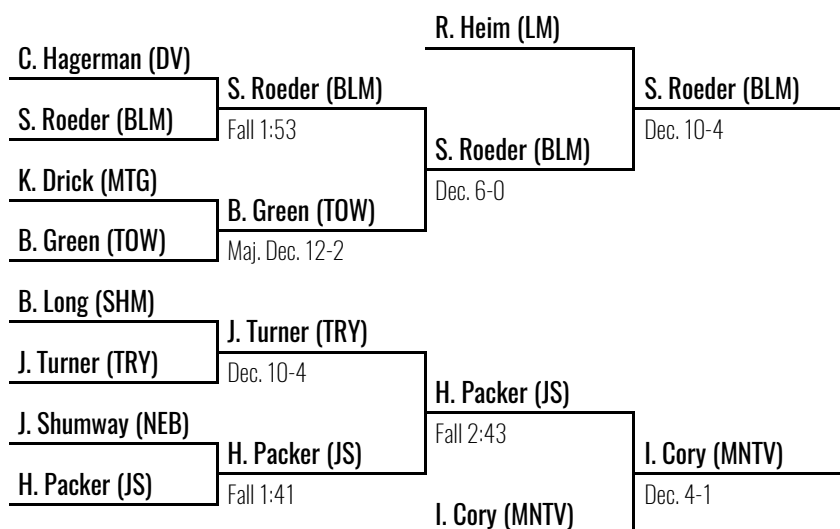 R. Heim (LM)
C. Hagerman (DV)
S. Roeder (BLM)
S. Roeder (BLM)
S. Roeder (BLM)
Fall 1:53
Dec. 10-4
S. Roeder (BLM)
K. Drick (MTG)
Dec. 6-0
B. Green (TOW)
B. Green (TOW)
Maj. Dec. 12-2
B. Long (SHM)
J. Turner (TRY)
J. Turner (TRY)
Dec. 10-4
H. Packer (JS)
J. Shumway (NEB)
Fall 2:43
H. Packer (JS)
I. Cory (MNTV)
H. Packer (JS)
Fall 1:41
Dec. 4-1
I. Cory (MNTV)